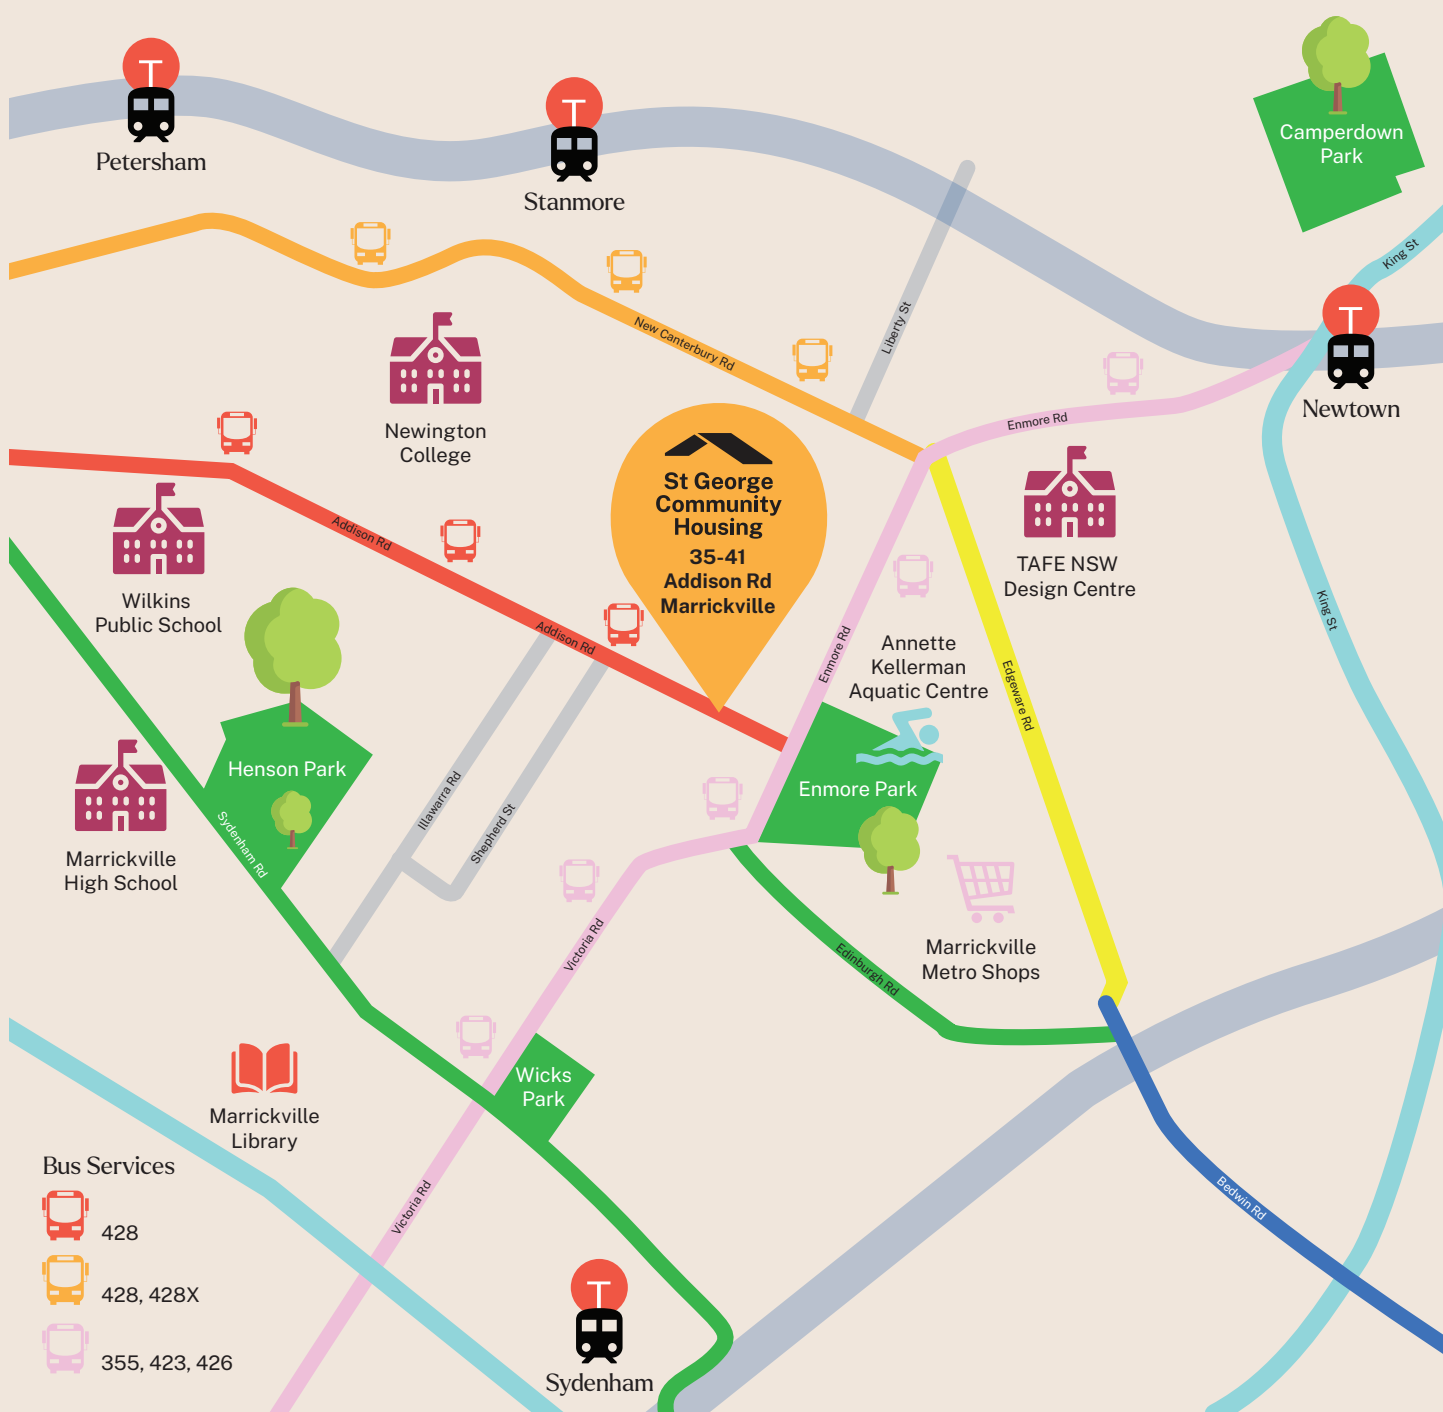 T
Petersham
T
Stanmore
Camperdown
Park
King St
T
Newtown
New Canterbury Rd
Liberty St
Enmore Rd
Newington
College
St George
Community
Housing
35-41
Addison Rd
Marrickville
TAFE NSW
Design Centre
Addison Rd
Wilkins
Public School
Addison Rd
Enmore Rd
Annette
Kellerman
Aquatic Centre
Edgeware Rd
King St
Henson Park
Enmore Park
Sydenham Rd
Illawarra Rd
Shepherd St
Marrickville
High School
Victoria Rd
Edinburgh Rd
Marrickville
Metro Shops
Wicks
Park
Marrickville
Library
Victoria Rd
Bedwin Rd
Bus Services
428
428, 428X
355, 423, 426
T
Sydenham